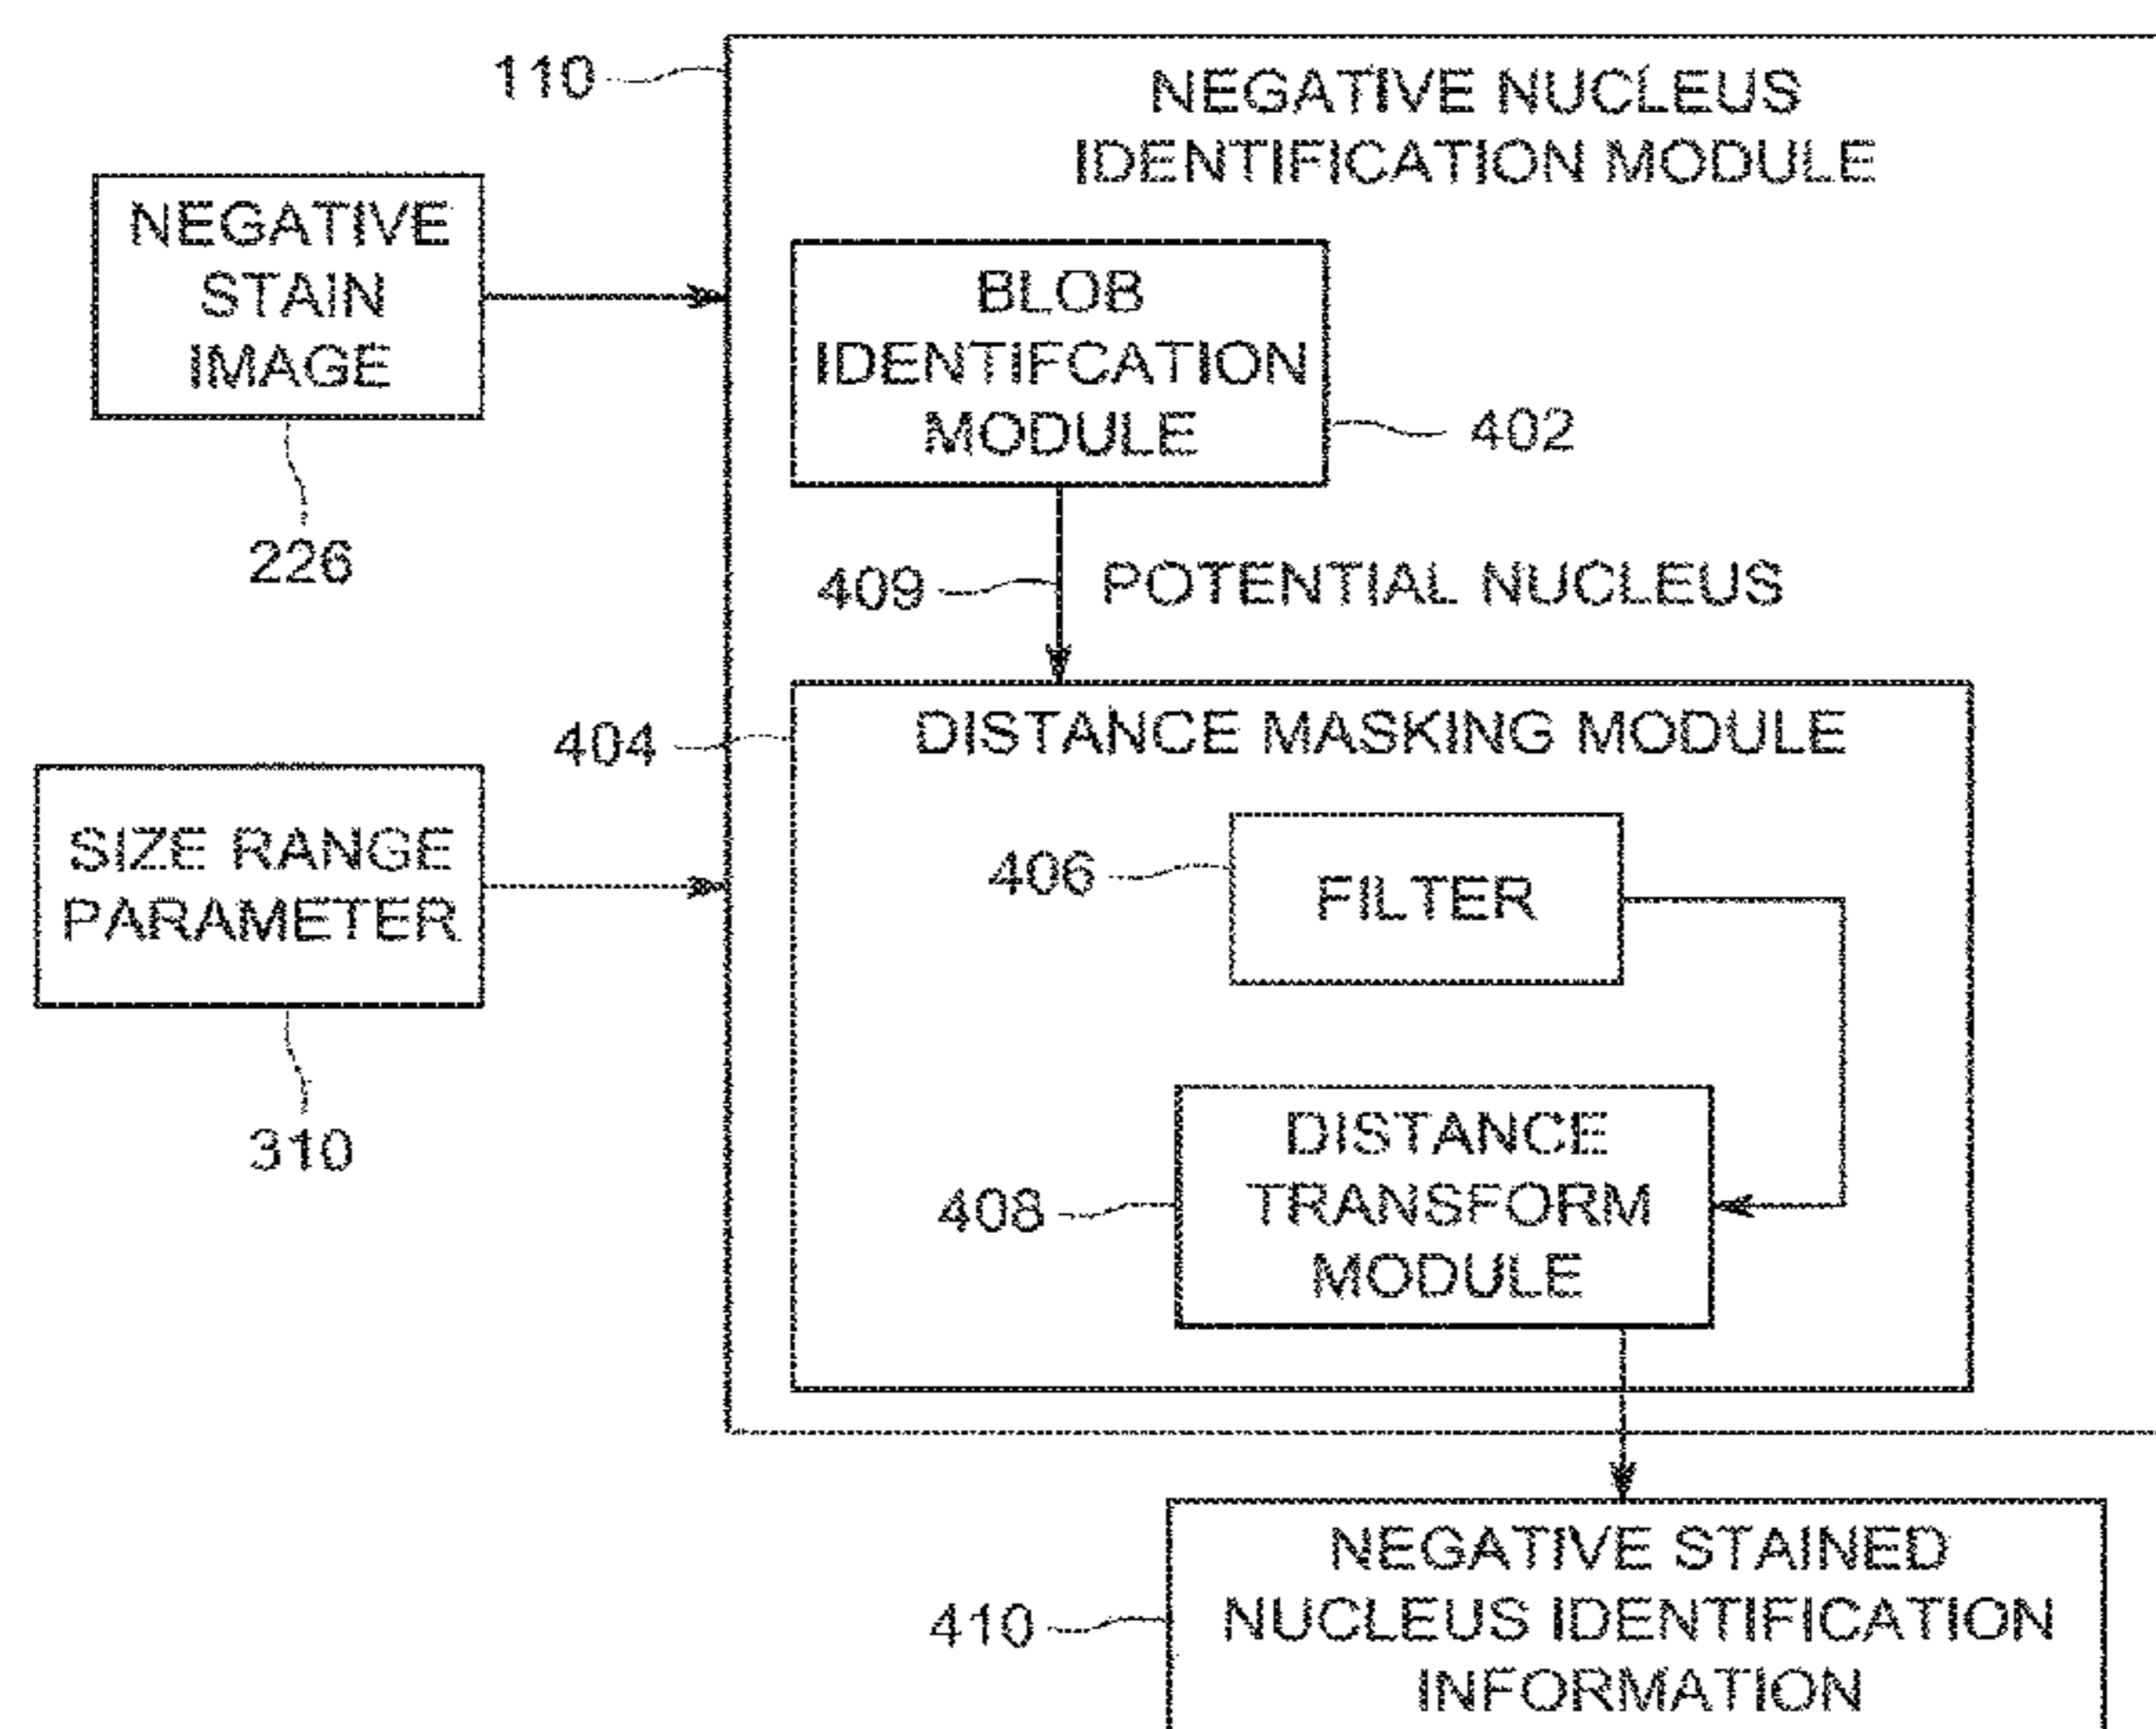 110
NEGATIVE NUCLEUS
IDENTIFICATION MODULE
NEGATIVE
STAIN
IMAGE
226
BLOB
IDENTIFCATION
MODULE
402
409
POTENTIAL NUCLEUS
404
DISTANCE MASKING MODULE
SIZE RANGE
PARAMETER
310
406
FILTER
408
DISTANCE
TRANSFORM
MODULE
410
NEGATIVE STAINED
NUCLEUS IDENTIFICATION
INFORMATION